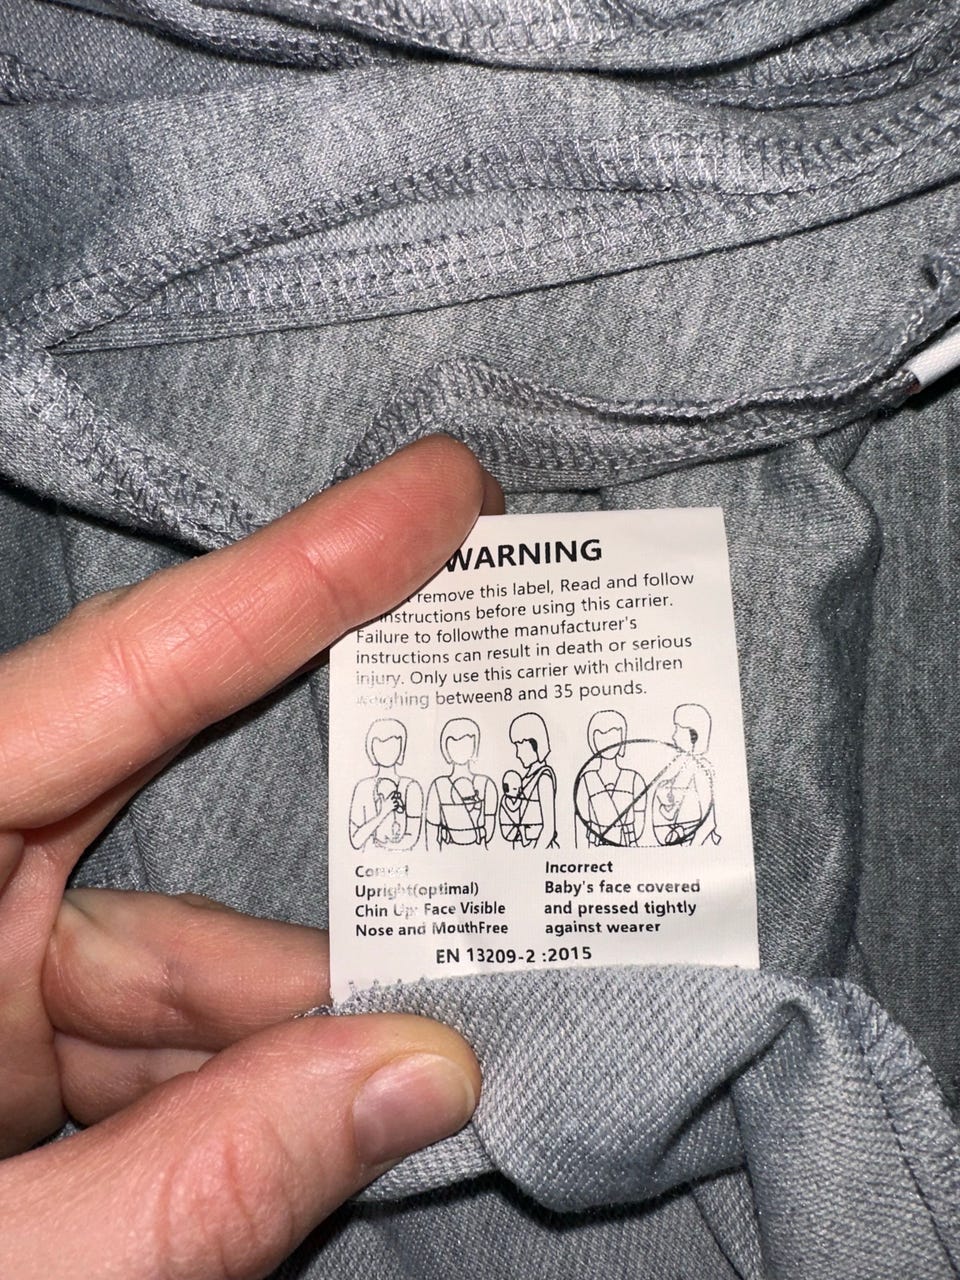 WARNING
remove this label, Read and follow
instructions before using this carrier.
Failure to followthe manufacturer's
instructions can result in death or serious
injury. Only use this carrier with children
weighing between8 and 35 pounds.
Correct
Upright(optimal)
Chin Up, Face Visible
Nose and MouthFree
Incorrect
Baby's face covered
and pressed tightly
against wearer
EN 13209-2 :2015